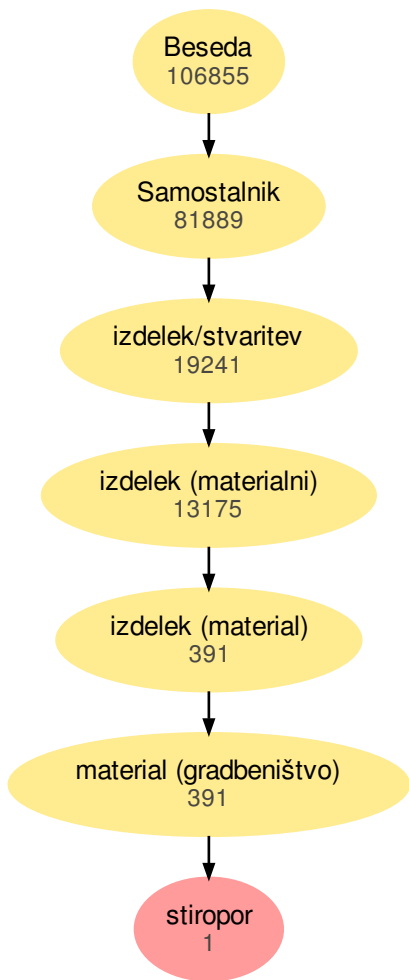 Beseda
106855
Samostalnik
81889
izdelek/stvaritev
19241
izdelek (materialni)
13175
izdelek (material)
391
material (gradbeništvo)
391
stiropor
1